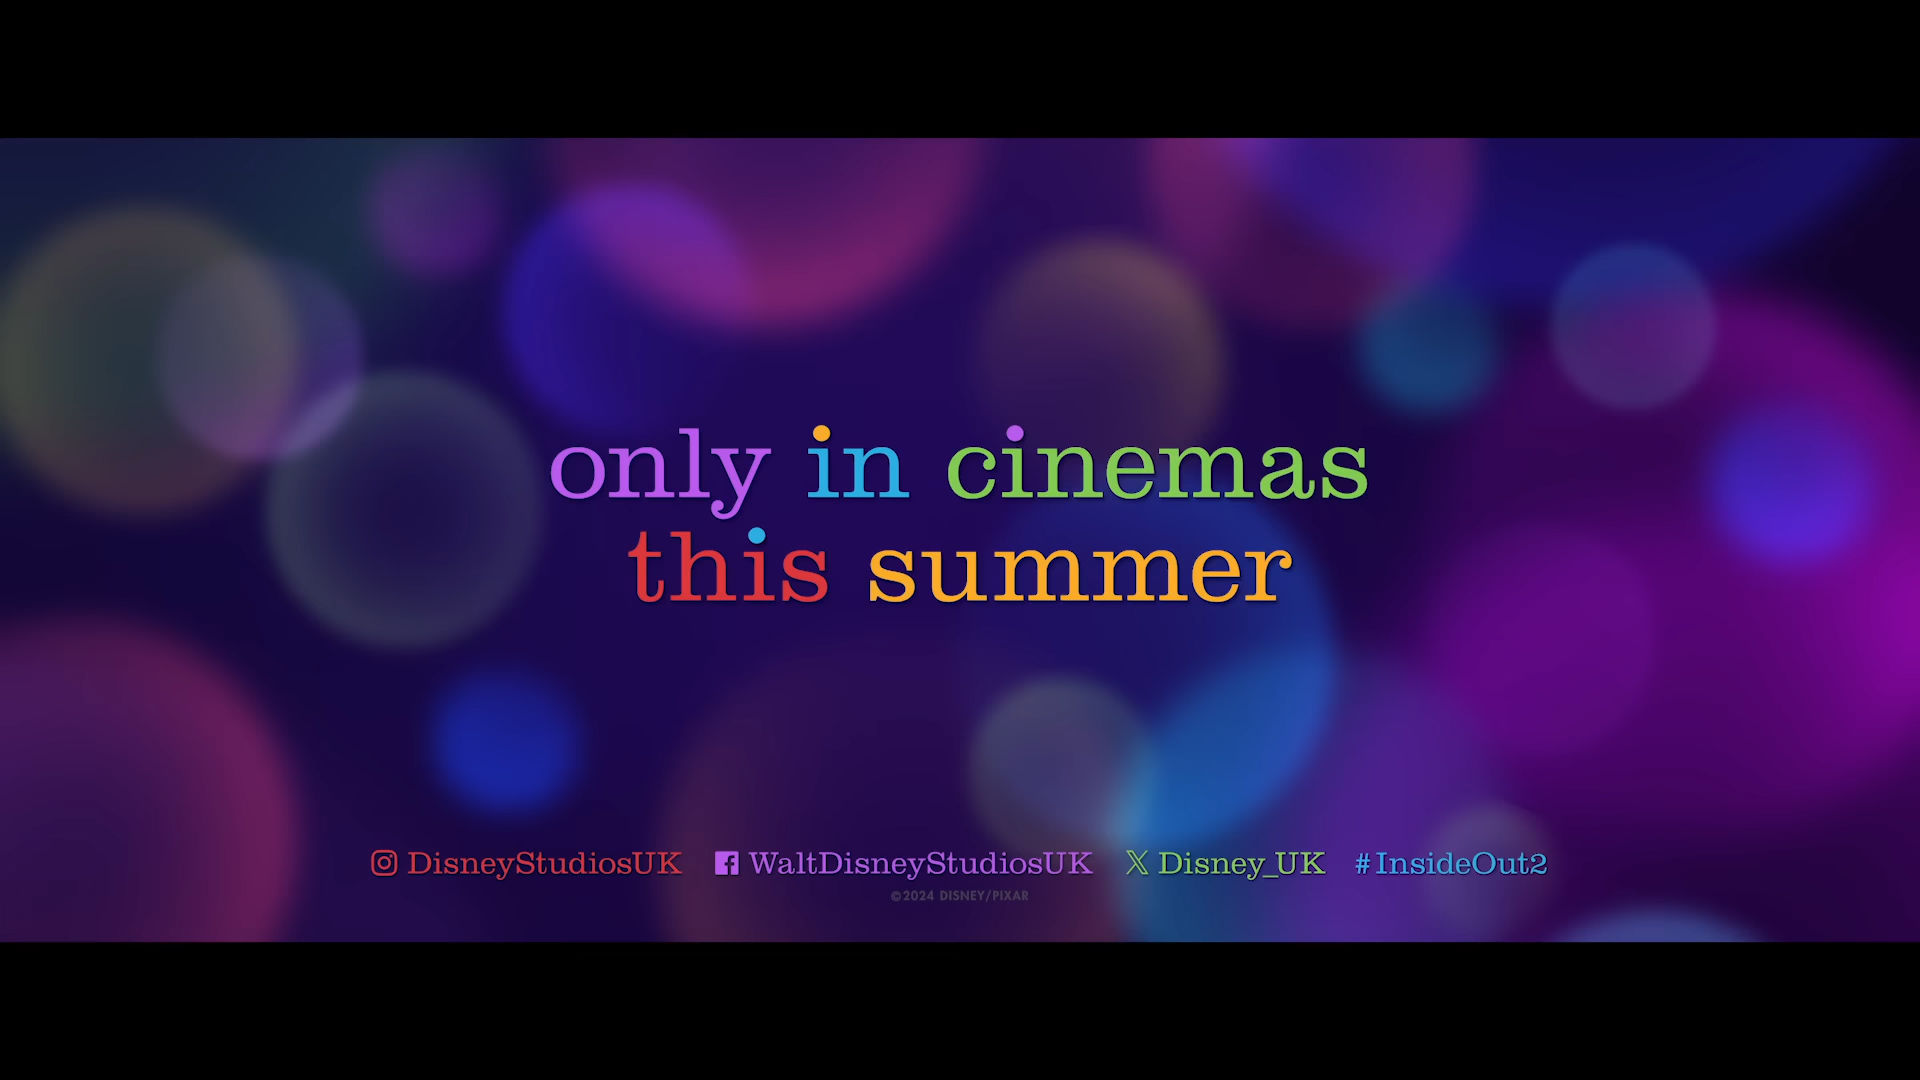 only in cinemas
this summer
DisneyStudiosUK WaltDisneyStudiosUK X Disney_UK #InsideOut2
©2024 DISNEY/PIXAR